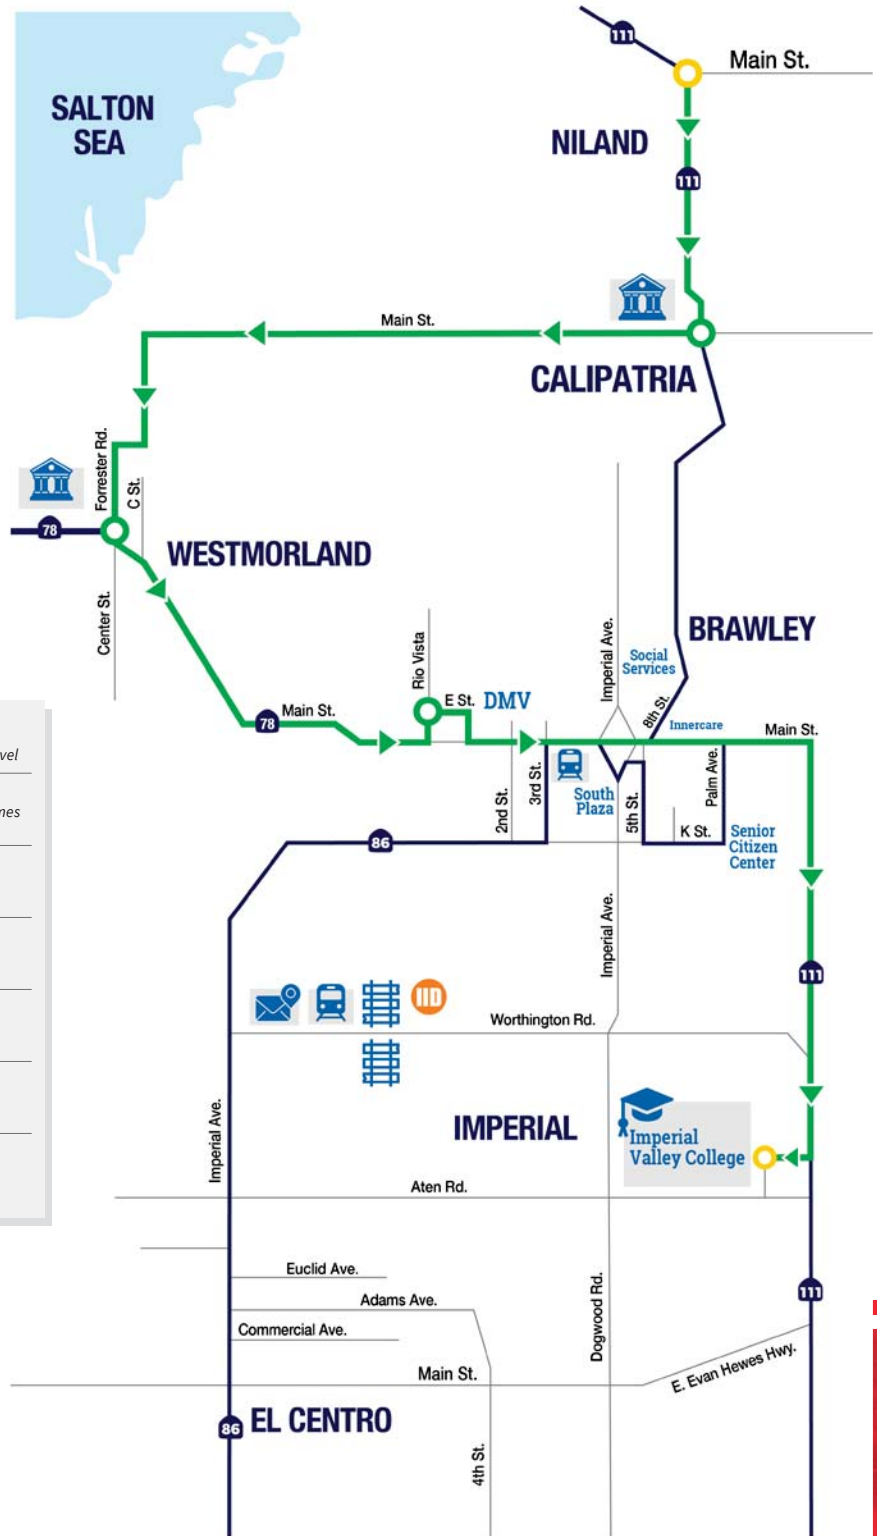 111
Main St.
SALTON
SEA
NILAND
111
Main St.
CALIPATRIA
Forrester Rd.
C St.
78
WESTMORLAND
Center St.
Imperial Ave.
BRAWLEY
Social
Services
Rio Vista
E St.
DMV
8th St.
Innercare
78
Main St.
Main St.
2nd St.
3rd St.
South
Plaza
5th St.
Palm Ave.
K St.
Senior
Citizen
Center
86
Imperial Ave.
111
IID
Worthington Rd.
Imperial Ave.
IMPERIAL
Imperial
Valley College
Aten Rd.
Euclid Ave.
Adams Ave.
Commercial Ave.
Dogwood Rd.
111
Main St.
E. Evan Hewes Hwy.
86
EL CENTRO
4th St.